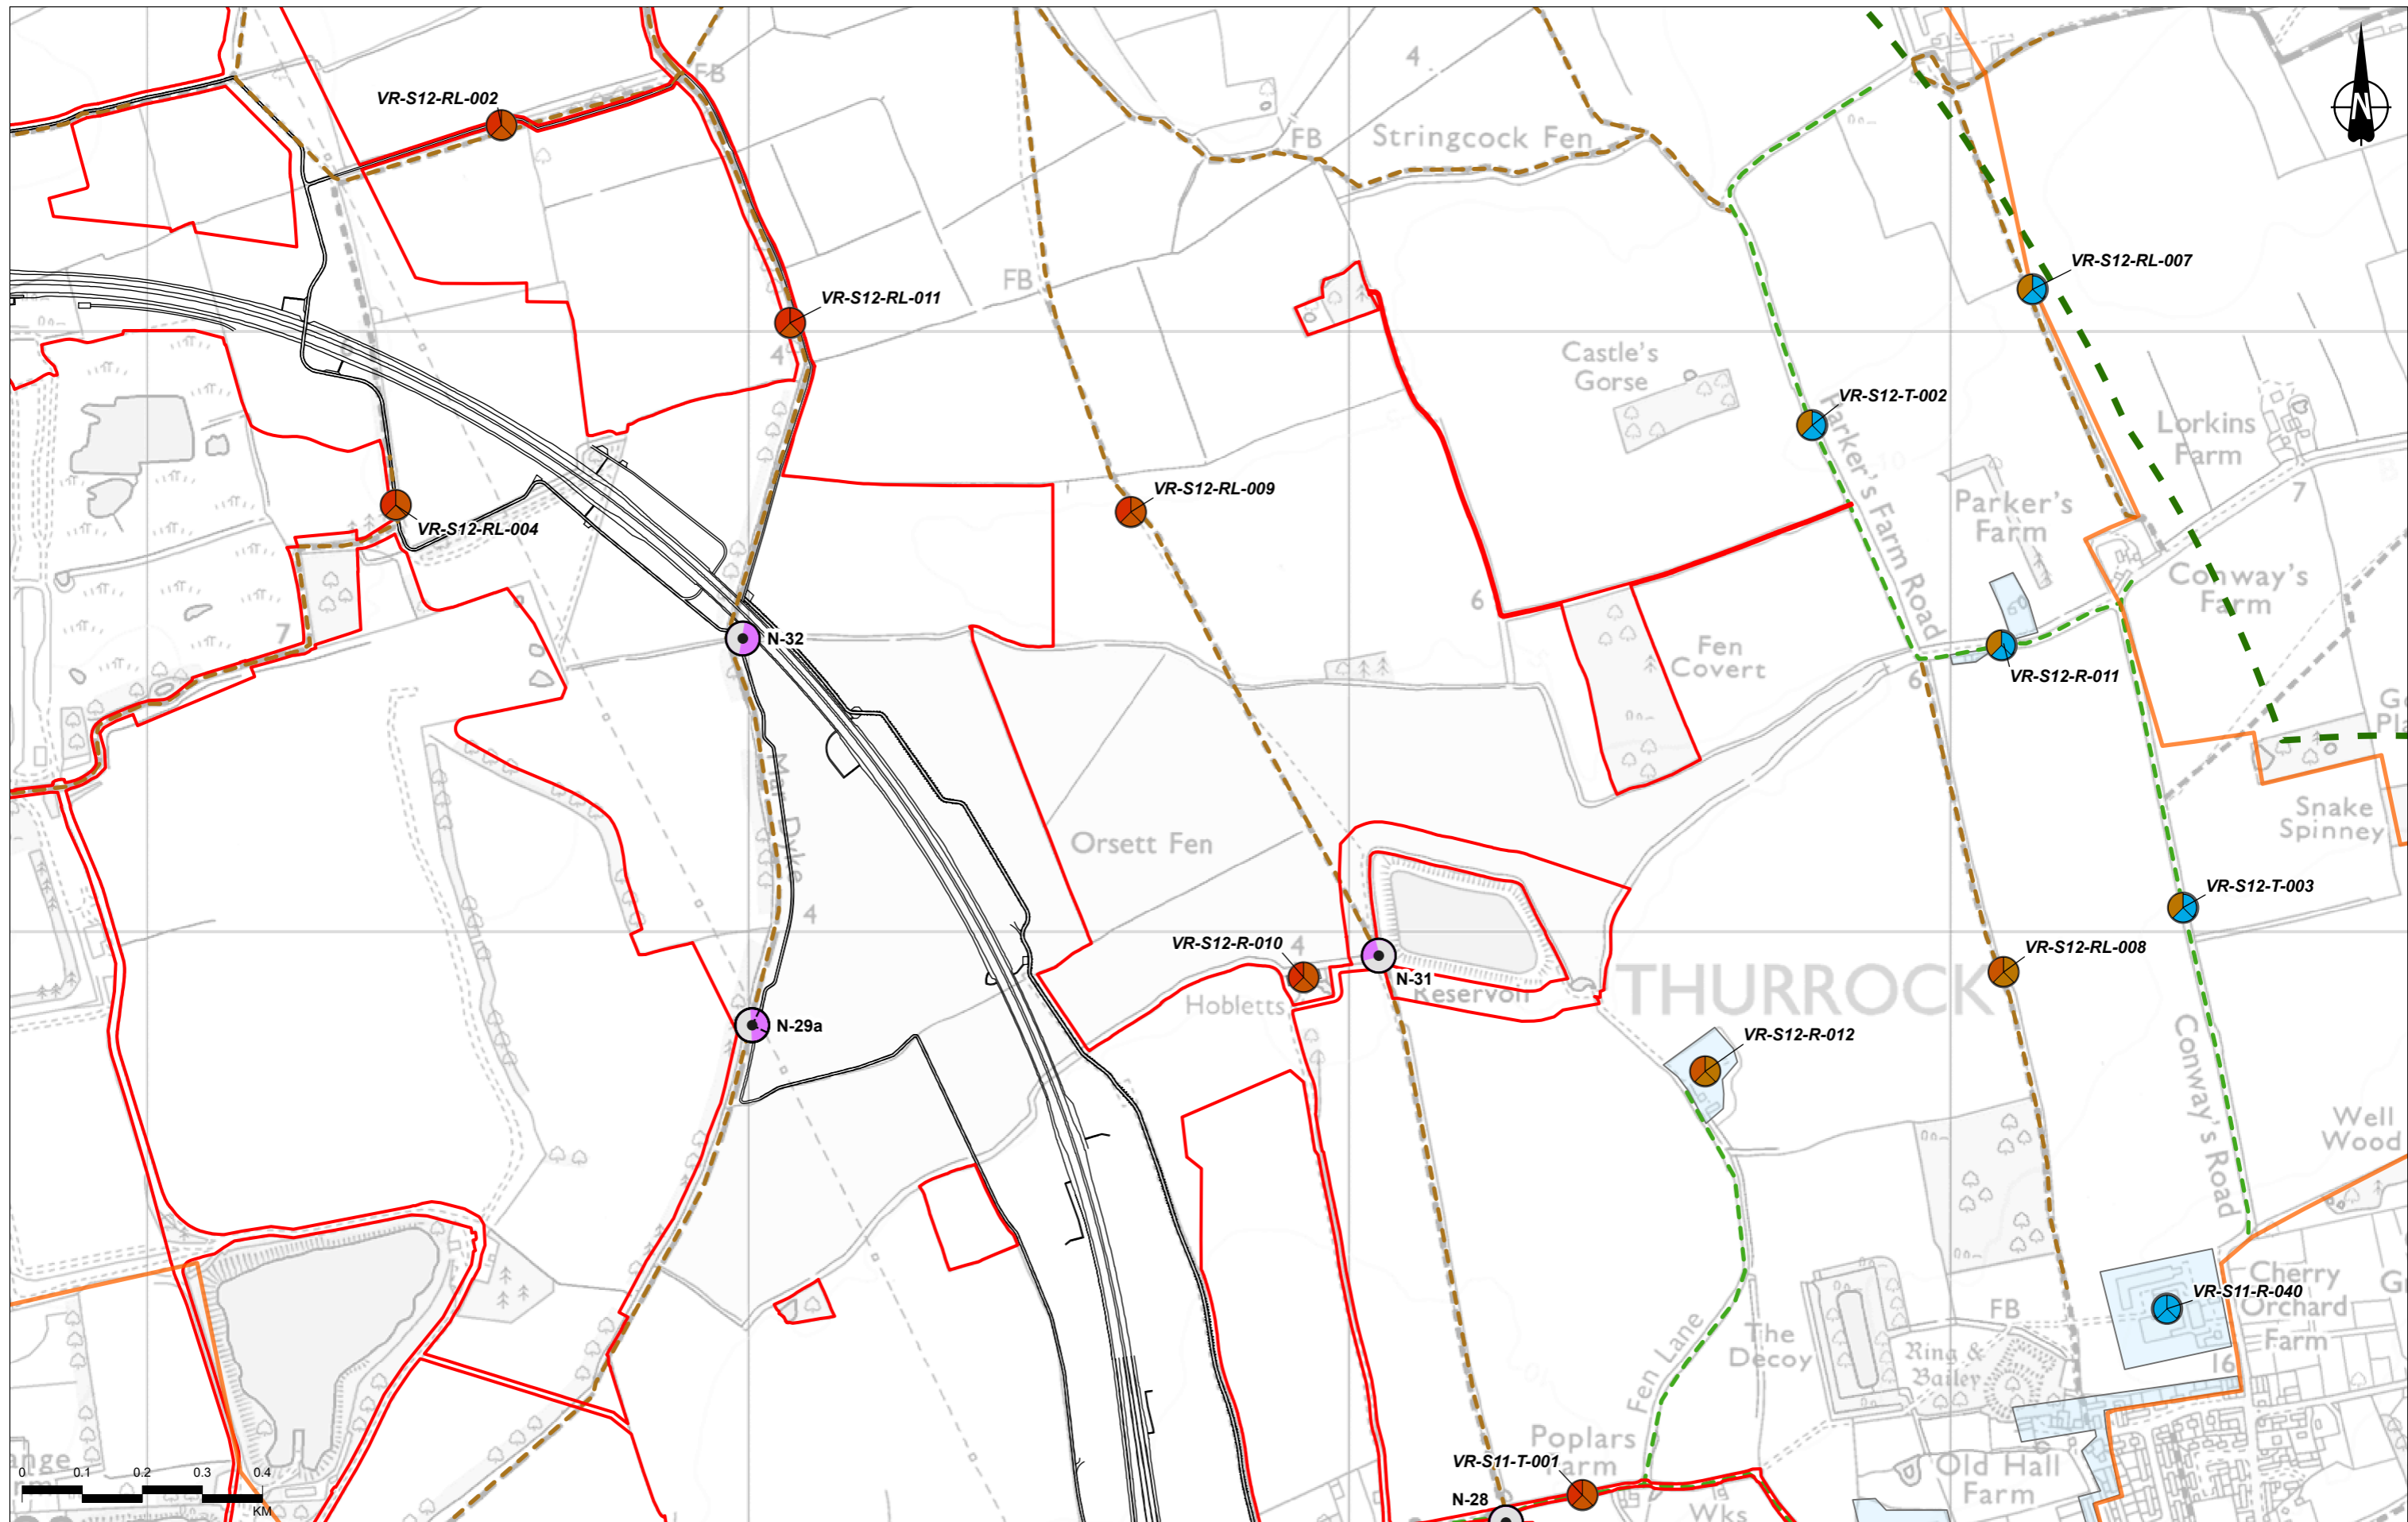 FB
4
VR-S12-RL-002
N
FB
Stringcock Fen
VR-S12-RL-007
FB
VR-S12-RL-011
4
Castle's
Gorse
VR-S12-T-002
Lorkins
Farm
7
Parker's Farm Road
10
VR-S12-RL-009
Parker's
Farm
VR-S12-RL-004
Conway's
Farm
6
7
N-32
Fen
Covert
VR-S12-R-011
6
Mar Dyke
Snake
Spinney
Orsett Fen
VR-S12-T-003
4
VR-S12-R-010
4
VR-S12-RL-008
N-31
THURROCK
Reservoir
Hobletts
N-29a
VR-S12-R-012
Conway's Road
Well
Wood
Cherry
Orchard
Farm
VR-S11-R-040
FB
The
Decoy
Ring &
Bailey
16
Fen Lane
Poplars
Farm
VR-S11-T-001
Old Hall
Farm
N-28
Wks
0 0.1 0.2 0.3 0.4
KM